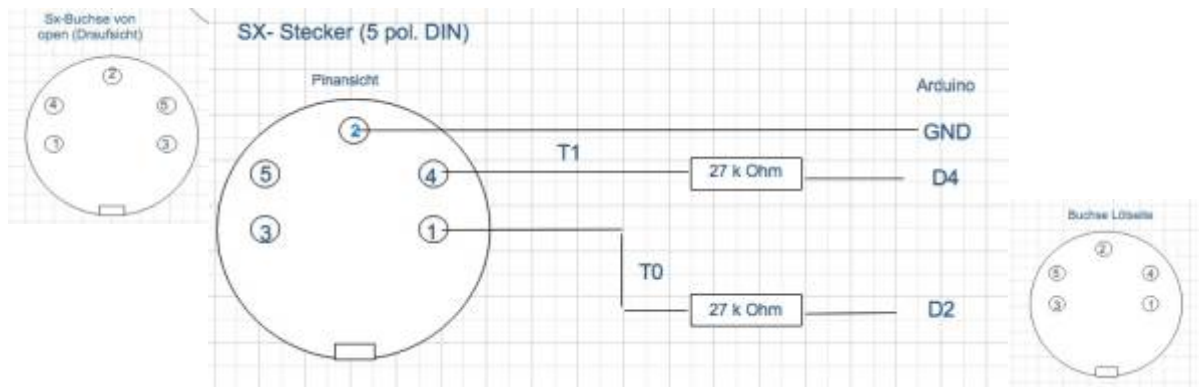 Sx-Buchse von
open (Draufsicht)
2
4
5
1
3
SX- Stecker (5 pol. DIN)
Pinansicht
Arduino
2
GND
T1
5
4
27 k Ohm
D4
3
1
T0
27 k Ohm
D2
Buchse Lötseite
2
5
4
3
1